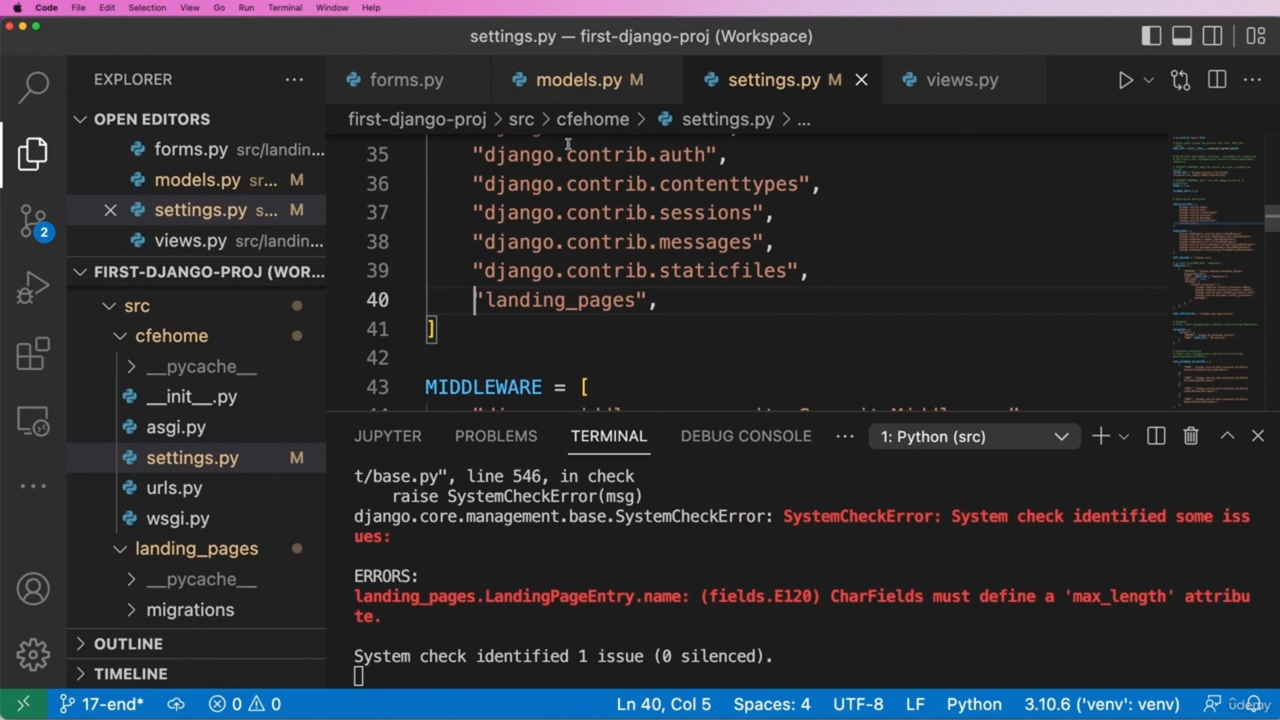 Code File Edit Selection View Go Run Terminal Window Help
settings.py — first-django-proj (Workspace)
EXPLORER
forms.py models.py M settings.py M views.py
OPEN EDITORS
first-django-proj > src > cfehome > settings.py > ...
forms.py src/landin...
models.py sr... M
settings.py s... M
views.py src/landin...
FIRST-DJANGO-PROJ (WOR...
src
cfehome
__pycache__
__init__.py
asgi.py
settings.py M
urls.py
wsgi.py
landing_pages
__pycache__
migrations
OUTLINE
TIMELINE
35 "django.contrib.auth",
36 "django.contrib.contenttypes",
37 "django.contrib.sessions",
38 "django.contrib.messages",
39 "django.contrib.staticfiles",
40 "landing_pages",
41 ]
42
43 MIDDLEWARE = [
JUPYTER PROBLEMS TERMINAL DEBUG CONSOLE ... 1: Python (src)
t/base.py", line 546, in check
raise SystemCheckError(msg)
django.core.management.base.SystemCheckError: SystemCheckError: System check identified some iss
ues:
ERRORS:
landing_pages.LandingPageEntry.name: (fields.E120) CharFields must define a 'max_length' attribu
te.
System check identified 1 issue (0 silenced).
2
17-end* 0 0 Ln 40, Col 5 Spaces: 4 UTF-8 LF Python 3.10.6 ('venv': venv)
udemy